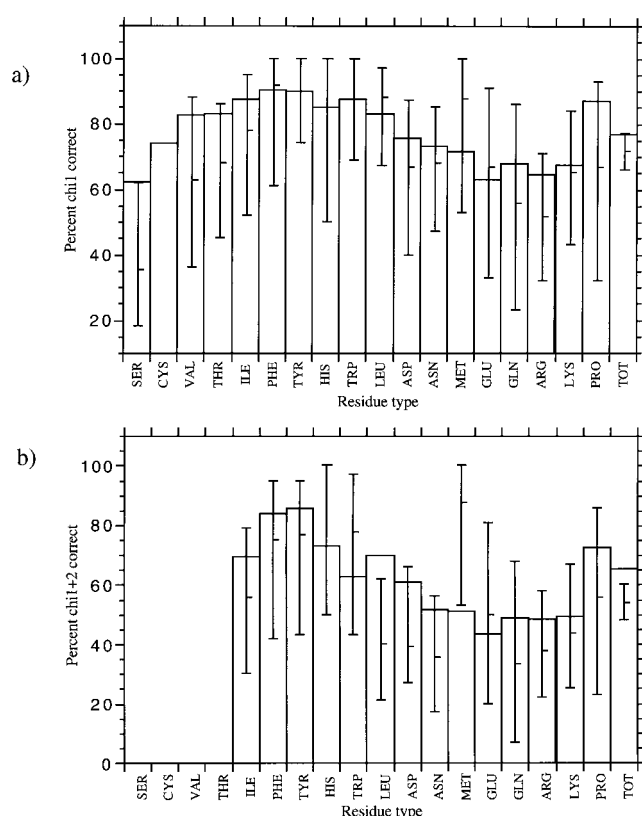 a)
Percent chi1 correct
100
80
60
40
20
SER CYS VAL THR ILE PHE TYR HIS TRP LEU ASP ASN MET GLU GLN ARG LYS PRO TOT
Residue type
b)
Percent chi1+2 correct
100
80
60
40
20
0
SER CYS VAL THR ILE PHE TYR HIS TRP LEU ASP ASN MET GLU GLN ARG LYS PRO TOT
Residue type